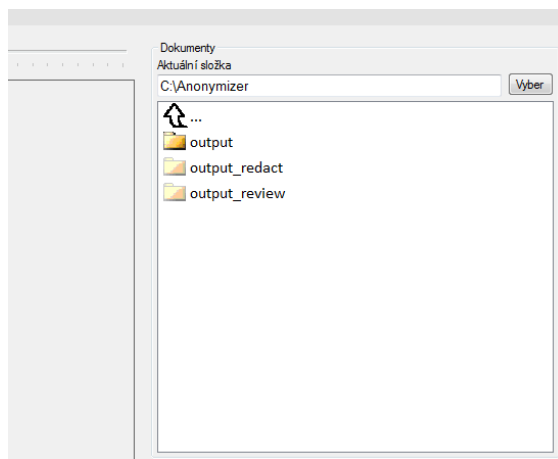 Dokumenty
Aktuální složka
C:\Anonymizer Vyber
...
output
output_redact
output_review